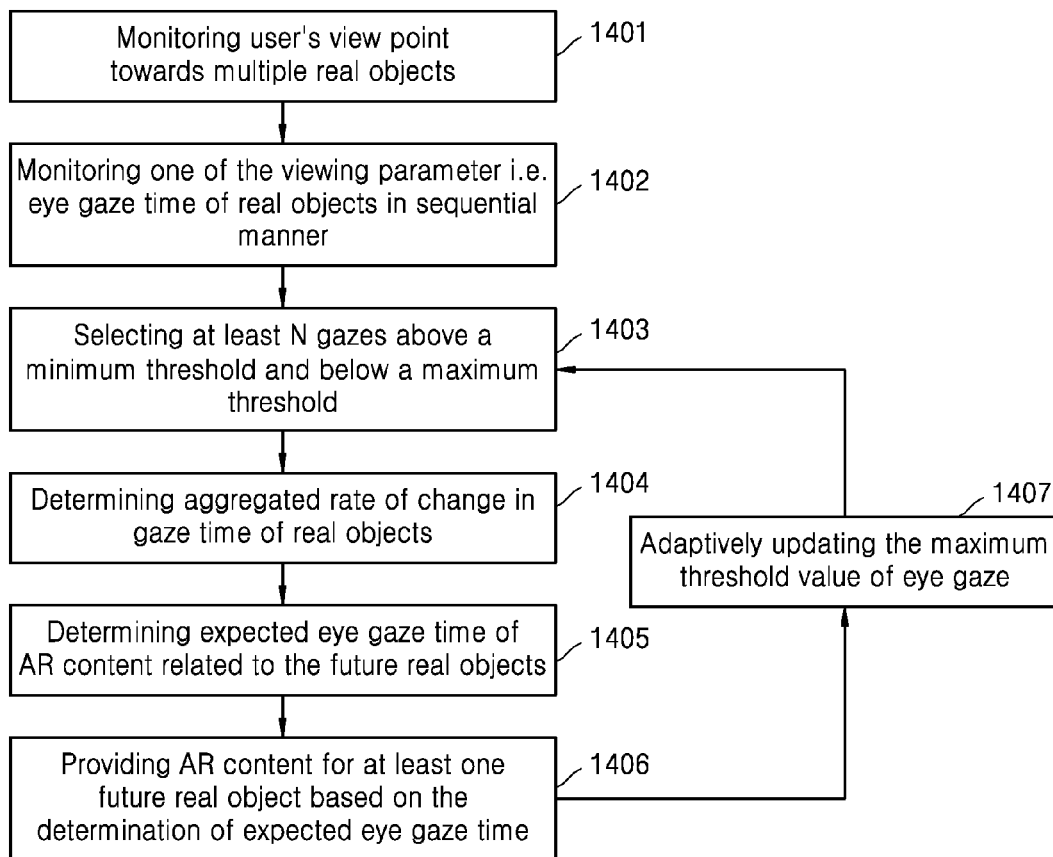 Monitoring user's view point
towards multiple real objects
1401
Monitoring one of the viewing parameter i.e.
eye gaze time of real objects in sequential
manner
1402
Selecting at least N gazes above a
minimum threshold and below a maximum
threshold
1403
Determining aggregated rate of change in
gaze time of real objects
1404
Determining expected eye gaze time of
AR content related to the future real objects
1405
Providing AR content for at least one
future real object based on the
determination of expected eye gaze time
1406
Adaptively updating the maximum
threshold value of eye gaze
1407